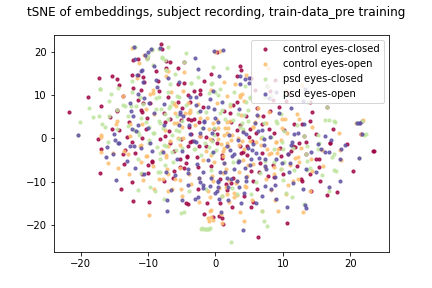 tSNE of embeddings, subject recording, train-data_pre training
control eyes-closed
control eyes-open
psd eyes-closed
psd eyes-open
20
10
0
−10
−20
−20
−10
0
10
20